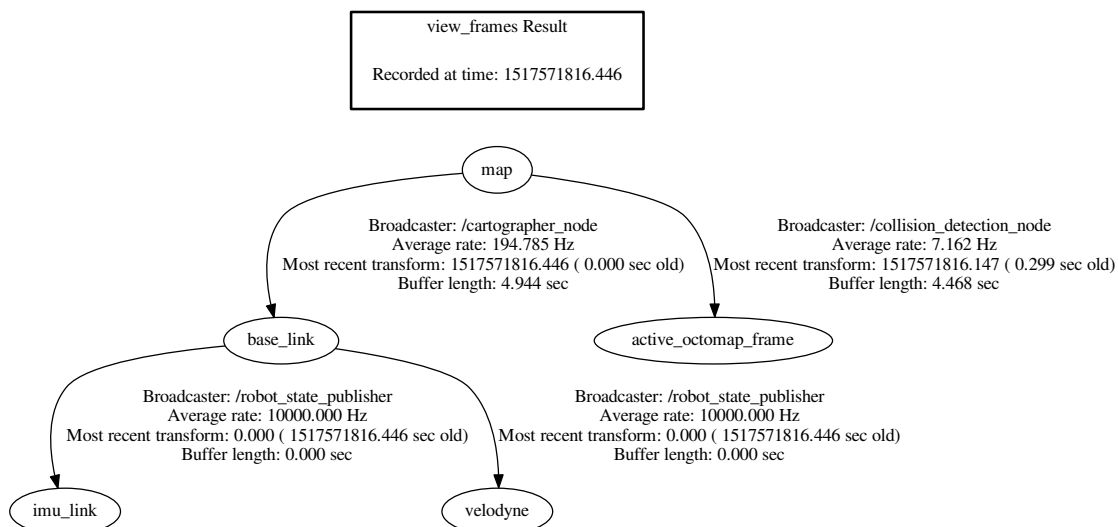 view_frames Result
Recorded at time: 1517571816.446
map
Broadcaster: /cartographer_node
Average rate: 194.785 Hz
Most recent transform: 1517571816.446 ( 0.000 sec old)
Buffer length: 4.944 sec
Broadcaster: /collision_detection_node
Average rate: 7.162 Hz
Most recent transform: 1517571816.147 ( 0.299 sec old)
Buffer length: 4.468 sec
base_link
active_octomap_frame
Broadcaster: /robot_state_publisher
Average rate: 10000.000 Hz
Most recent transform: 0.000 ( 1517571816.446 sec old)
Buffer length: 0.000 sec
Broadcaster: /robot_state_publisher
Average rate: 10000.000 Hz
Most recent transform: 0.000 ( 1517571816.446 sec old)
Buffer length: 0.000 sec
imu_link
velodyne